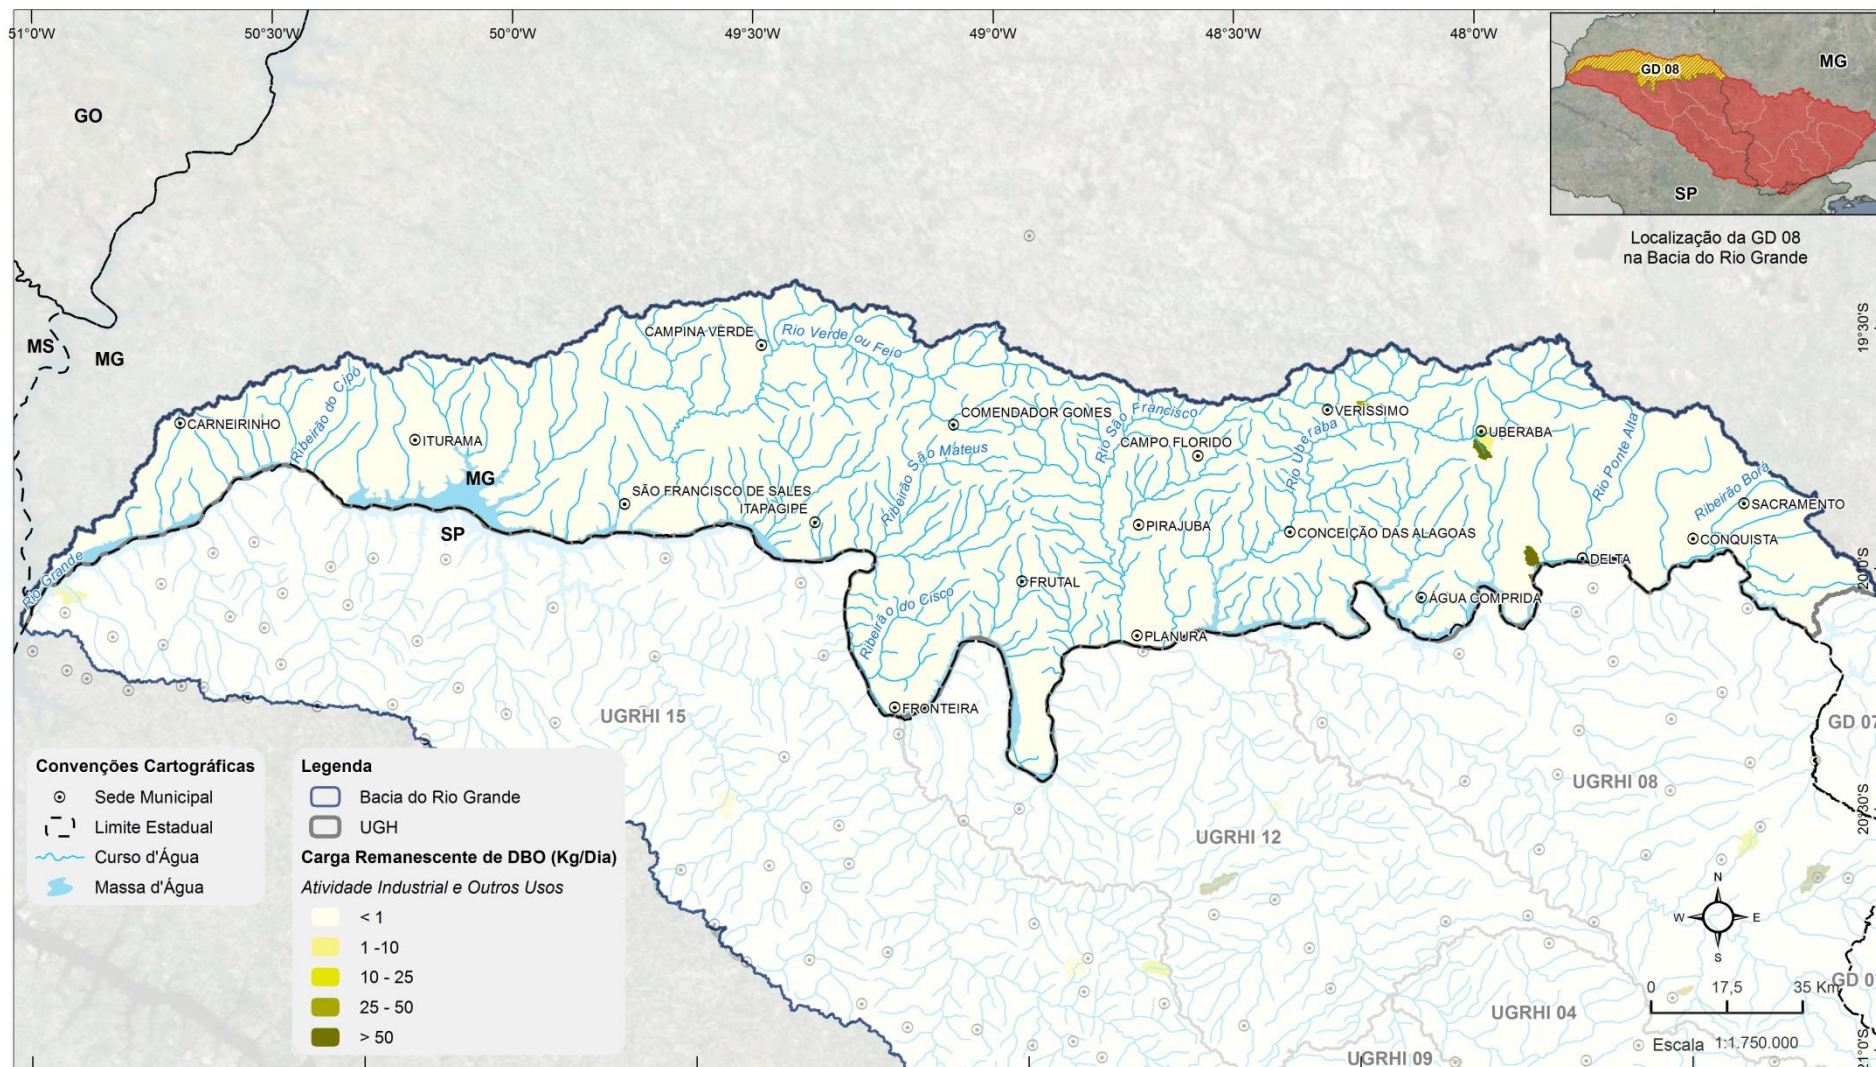 51°0'W
50°30'W
50°0'W
49°30'W
49°0'W
48°30'W
48°0'W
GD 08
MG
SP
Localização da GD 08
na Bacia do Rio Grande
GO
MS
MG
19°30'S
CAMPINA VERDE
Rio Verde ou Feio
Ribeirão do Cipó
CARNEIRINHO
ITURAMA
COMENDADOR GOMES
Rio São Francisco
CAMPO FLORIDO
VERÍSSIMO
Rio Uberaba
UBERABA
Rio Ponte Alta
Ribeirão São Mateus
MG
SP
SÃO FRANCISCO DE SALES
ITAPAGIPE
PIRAJUBA
CONCEIÇÃO DAS ALAGOAS
Ribeirão Borá
SACRAMENTO
CONQUISTA
DELTA
20°0'S
Rio Grande
FRUTAL
ÁGUA COMPRIDA
Ribeirão do Cisco
PLANURA
FRONTEIRA
UGRHI 15
GD 07
UGRHI 08
UGRHI 12
20°30'S
Convenções Cartográficas
Sede Municipal
Limite Estadual
Curso d'Água
Massa d'Água
Legenda
Bacia do Rio Grande
UGH
Carga Remanescente de DBO (Kg/Dia)
Atividade Industrial e Outros Usos
< 1
1 -10
10 - 25
25 - 50
> 50
N
W
E
S
GD 0
0
17,5
35 Km
UGRHI 04
Escala 1:1.750.000
UGRHI 09
21°0'S